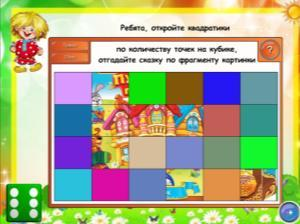 Ребята, откройте квадратики
по количеству точек на кубике,
отгадайте сказку по фрагменту картинки
?